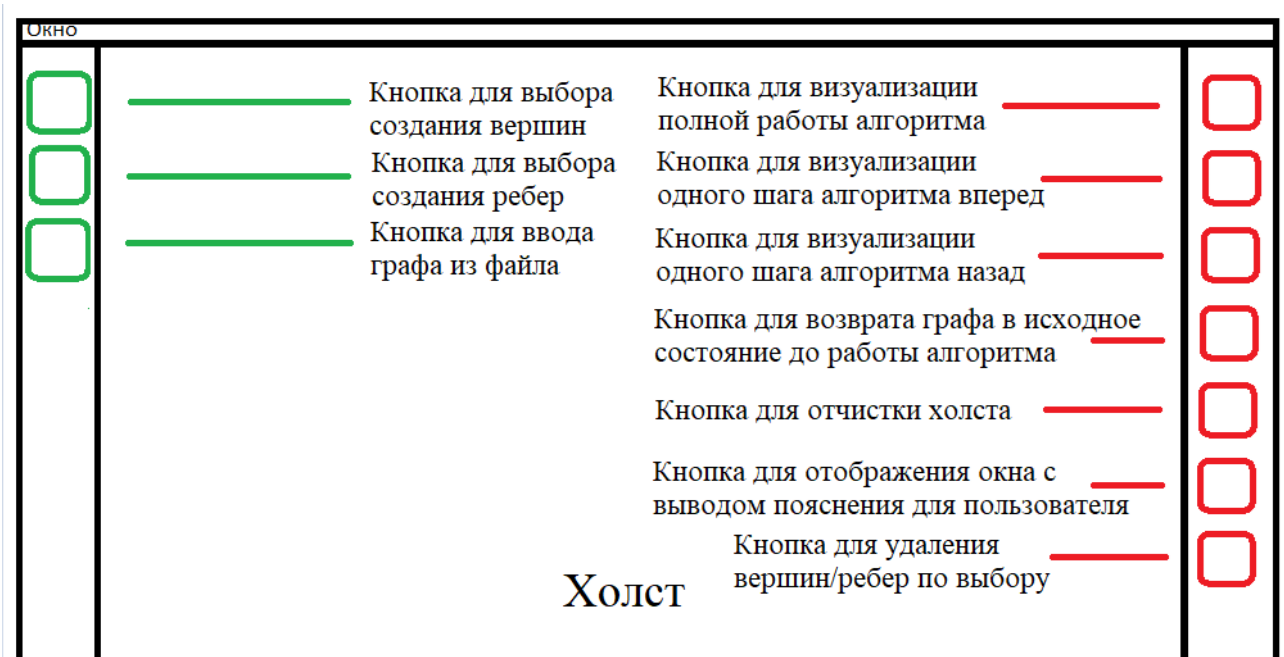 Окно
Кнопка для выбора
создания вершин
Кнопка для выбора
создания ребер
Кнопка для ввода
графа из файла
Кнопка для визуализации
полной работы алгоритма
Кнопка для визуализации
одного шага алгоритма вперед
Кнопка для визуализации
одного шага алгоритма назад
Кнопка для возврата графа в исходное
состояние до работы алгоритма
Кнопка для отчистки холста
Кнопка для отображения окна с
выводом пояснения для пользователя
Кнопка для удаления
вершин/ребер по выбору
Холст